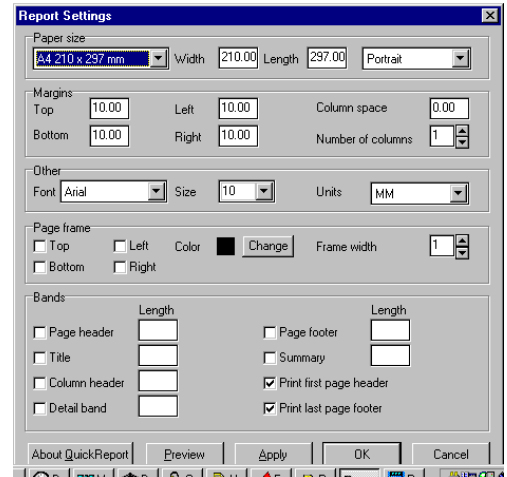 Report Settings
Paper size
A4 210 x 297 mm Width 210.00 Length 297.00 Portrait
Margins
Top 10.00 Left 10.00 Column space 0.00
Bottom 10.00 Right 10.00 Number of columns 1
Other
Font Arial Size 10 Units MM
Page frame
Top Left Color Change Frame width 1
Bottom Right
Bands
Length Length
Page header Page footer
Title Summary
Column header Print first page header
Detail band Print last page footer
About QuickReport Preview Apply OK Cancel